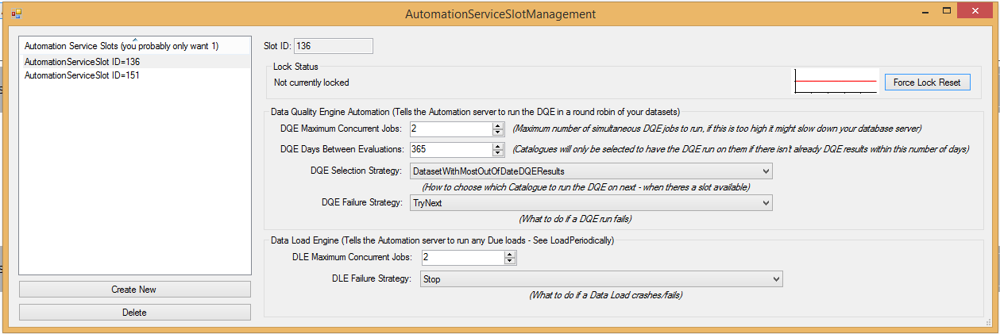 AutomationServiceSlotManagement
Automation Service Slots (you probably only want 1)
AutomationServiceSlot ID=136
AutomationServiceSlot ID=151
Create New
Delete
Slot ID: 136
Lock Status
Not currently locked
Force Lock Reset
Data Quality Engine Automation (Tells the Automation server to run the DQE in a round robin of your datasets)
DQE Maximum Concurrent Jobs: 2 (Maximum number of simultaneous DQE jobs to run, if this is too high it might slow down your database server)
DQE Days Between Evaluations: 365 (Catalogues will only be selected to have the DQE run on them if there isn't already DQE results within this number of days)
DQE Selection Strategy: DatasetWithMostOutOfDateDQEResults
(How to choose which Catalogue to run the DQE on next - when theres a slot available)
DQE Failure Strategy: TryNext
(What to do if a DQE run fails)
Data Load Engine (Tells the Automation server to run any Due loads - See LoadPeriodically)
DLE Maximum Concurrent Jobs: 2
DLE Failure Strategy: Stop
(What to do if a Data Load crashes/fails)